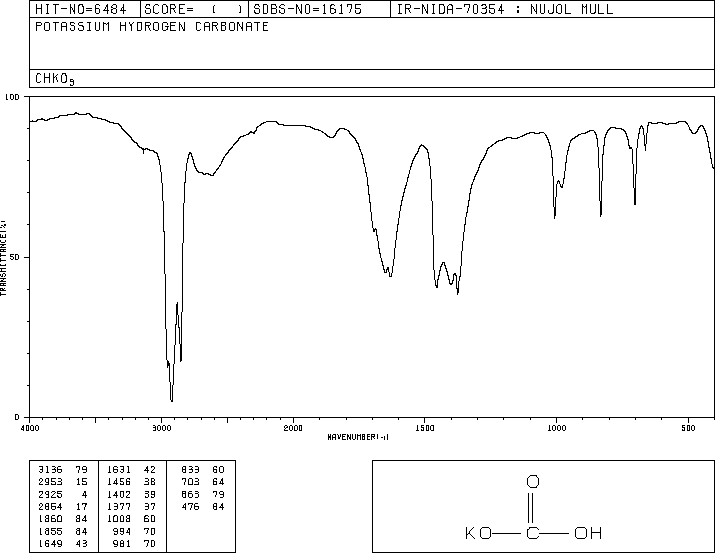 HIT-NO=6484 SCORE= ( ) SDBS-NO=16175 IR-NIDA-70354 : NUJOL MULL
POTASSIUM HYDROGEN CARBONATE
CHKO3
100
50
0
TRANSMITTANCE(%)
4000 3000 2000 1500 1000 500
WAVENUMBER(-1)
3136 79 1631 42 833 60
2953 15 1456 38 703 64
2925 4 1402 39 663 79
2854 17 1377 37 476 84
1860 84 1008 60
1855 84 994 70
1649 43 981 70
O
KO C OH